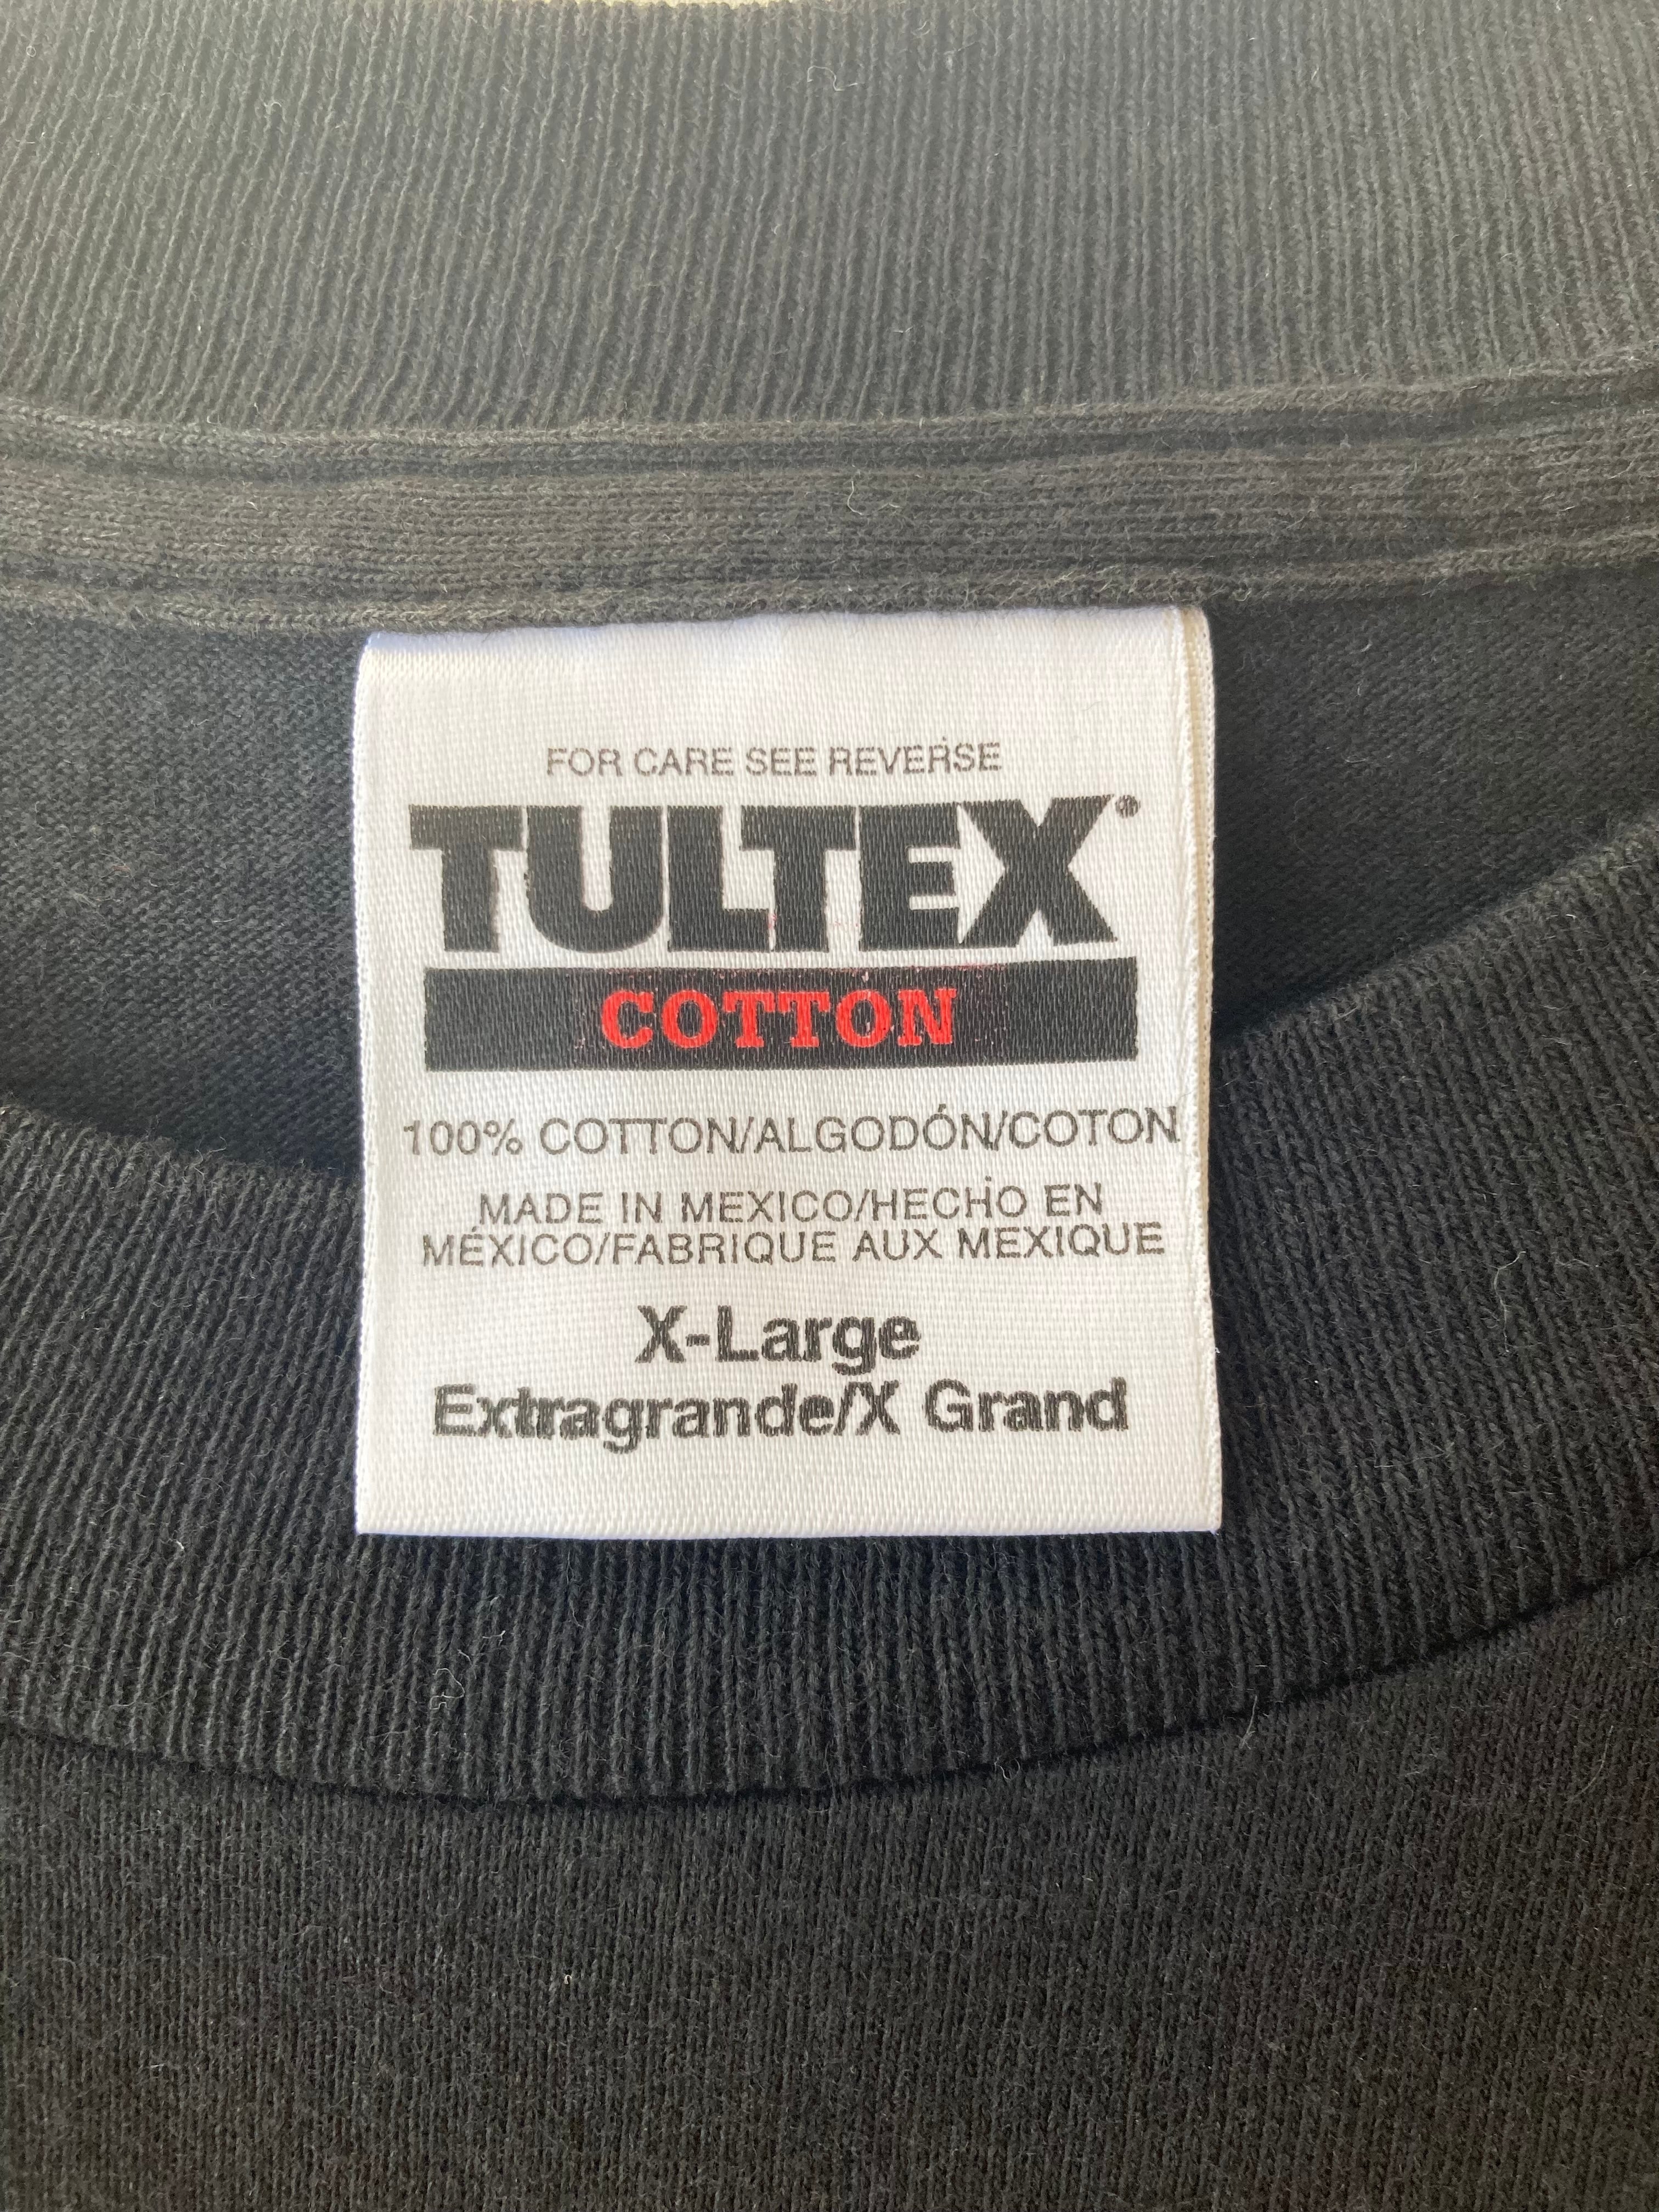 FOR CARE SEE REVERSE
TULTEX®
COTTON
100% COTTON/ALGODÓN/COTON
MADE IN MEXICO/HECHO EN
MÉXICO/FABRIQUE AUX MEXIQUE
X-Large
Extragrande/X Grand